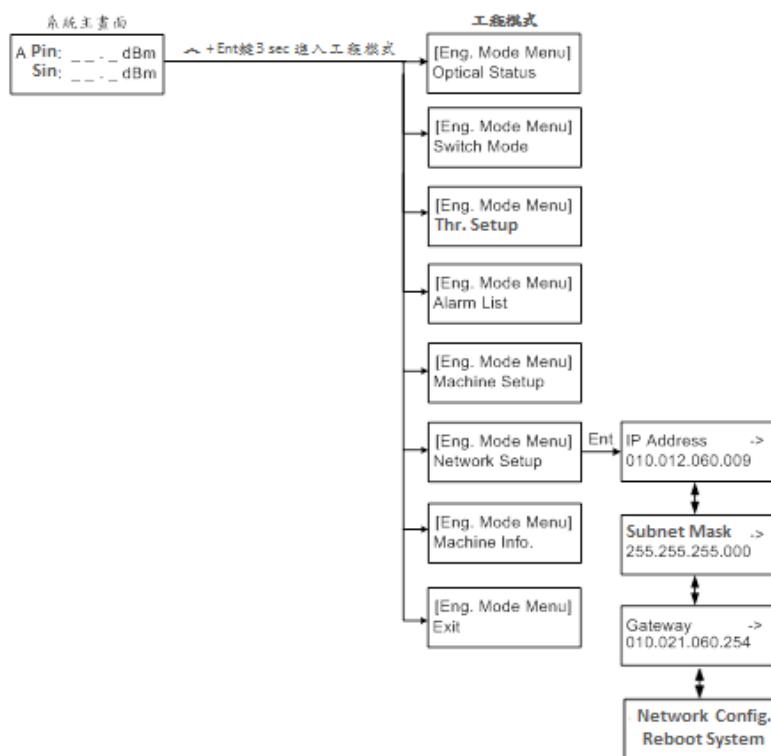 系統主畫面
A Pin: _ _ . _ dBm
Sin: _ _ . _ dBm
︿ +Ent鍵3 sec 進入工程模式
工程模式
[Eng. Mode Menu]
Optical Status
[Eng. Mode Menu]
Switch Mode
[Eng. Mode Menu]
Thr. Setup
[Eng. Mode Menu]
Alarm List
[Eng. Mode Menu]
Machine Setup
[Eng. Mode Menu]
Network Setup
Ent
IP Address ->
010.012.060.009
Subnet Mask ->
255.255.255.000
Gateway ->
010.021.060.254
Network Config.
Reboot System
[Eng. Mode Menu]
Machine Info.
[Eng. Mode Menu]
Exit